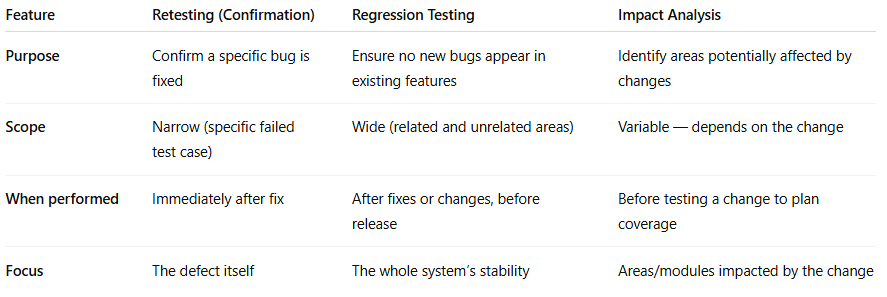 Feature Retesting (Confirmation) Regression Testing Impact Analysis
Purpose Confirm a specific bug is Ensure no new bugs appear in Identify areas potentially affected by
fixed existing features changes
Scope Narrow (specific failed Wide (related and unrelated areas) Variable — depends on the change
test case)
When performed Immediately after fix After fixes or changes, before Before testing a change to plan
release coverage
Focus The defect itself The whole system’s stability Areas/modules impacted by the change